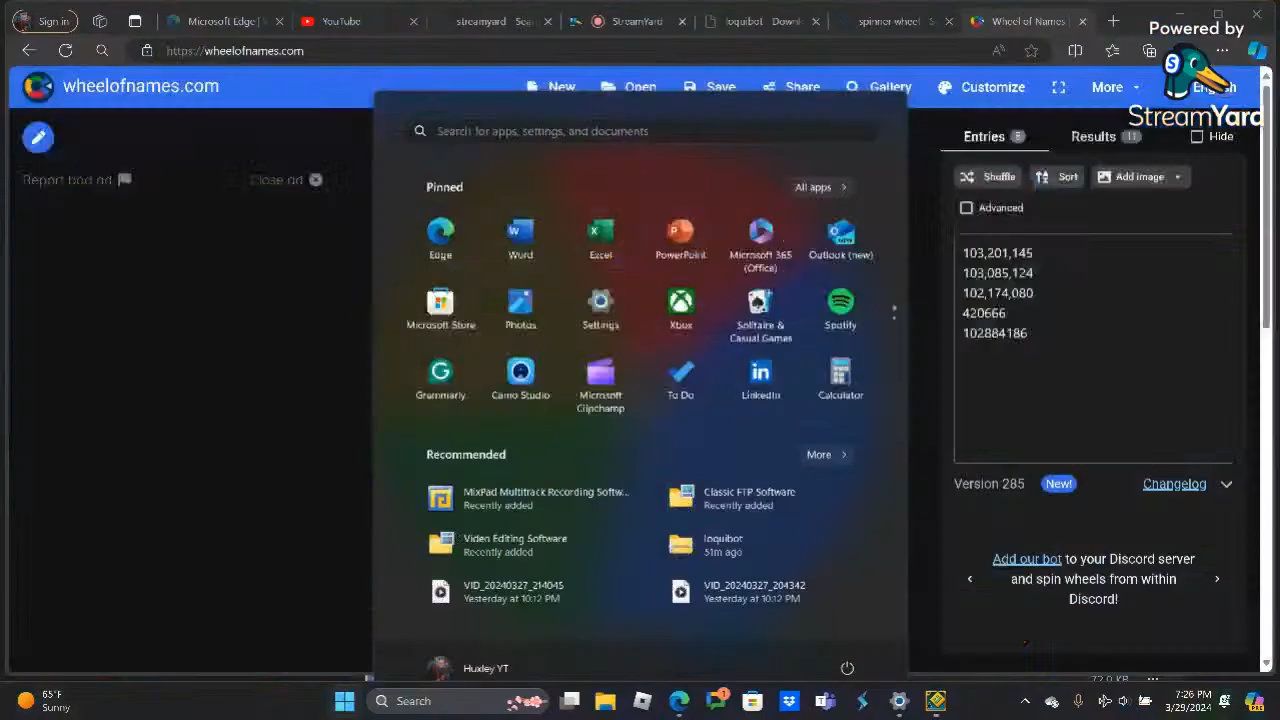 Sign in
Microsoft Edge |
YouTube
streamyard
StreamYard
loquibot
spinner wheel
Wheel of Names |
Powered by
StreamYard
https://wheelofnames.com
wheelofnames.com
New
Open
Save
Share
Gallery
Customize
More
English
Report bad ad
Close ad
Search for apps, settings, and documents
Pinned
All apps
Edge
Word
Excel
PowerPoint
Microsoft 365
(Office)
Outlook (new)
Microsoft Store
Photos
Settings
Xbox
Solitaire &
Casual Games
Spotify
Grammarly
Camo Studio
Microsoft
Clipchamp
To Do
LinkedIn
Calculator
Recommended
More
MixPad Multitrack Recording Softw...
Recently added
Classic FTP Software
Recently added
Video Editing Software
Recently added
loquibot
51m ago
VID_20240327_214045
Yesterday at 10:12 PM
VID_20240327_204342
Yesterday at 10:12 PM
Huxley YT
Entries
Results 11
Hide
Shuffle
Sort
Add image
Advanced
103,201,145
103,085,124
102,174,080
420666
102884186
Version 285
New!
Changelog
Add our bot to your Discord server
and spin wheels from within
Discord!
65°F
Sunny
Search
7:26 PM
3/29/2024